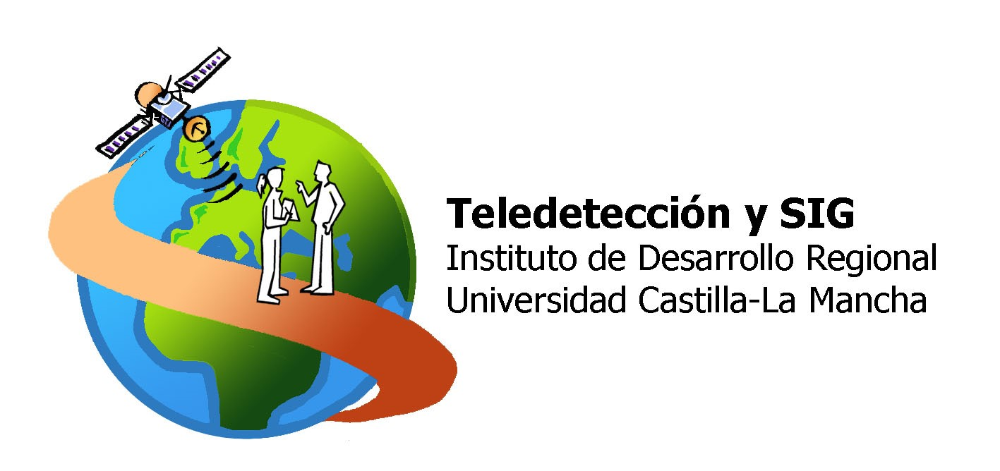 Teledetección y SIG
Instituto de Desarrollo Regional
Universidad Castilla-La Mancha